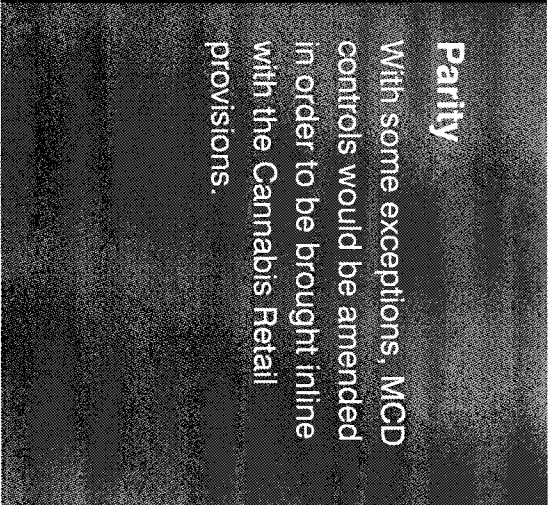 Parity
With some exceptions, MCD
controls would be amended
in order to be brought inline
with the Cannabis Retail
provisions.